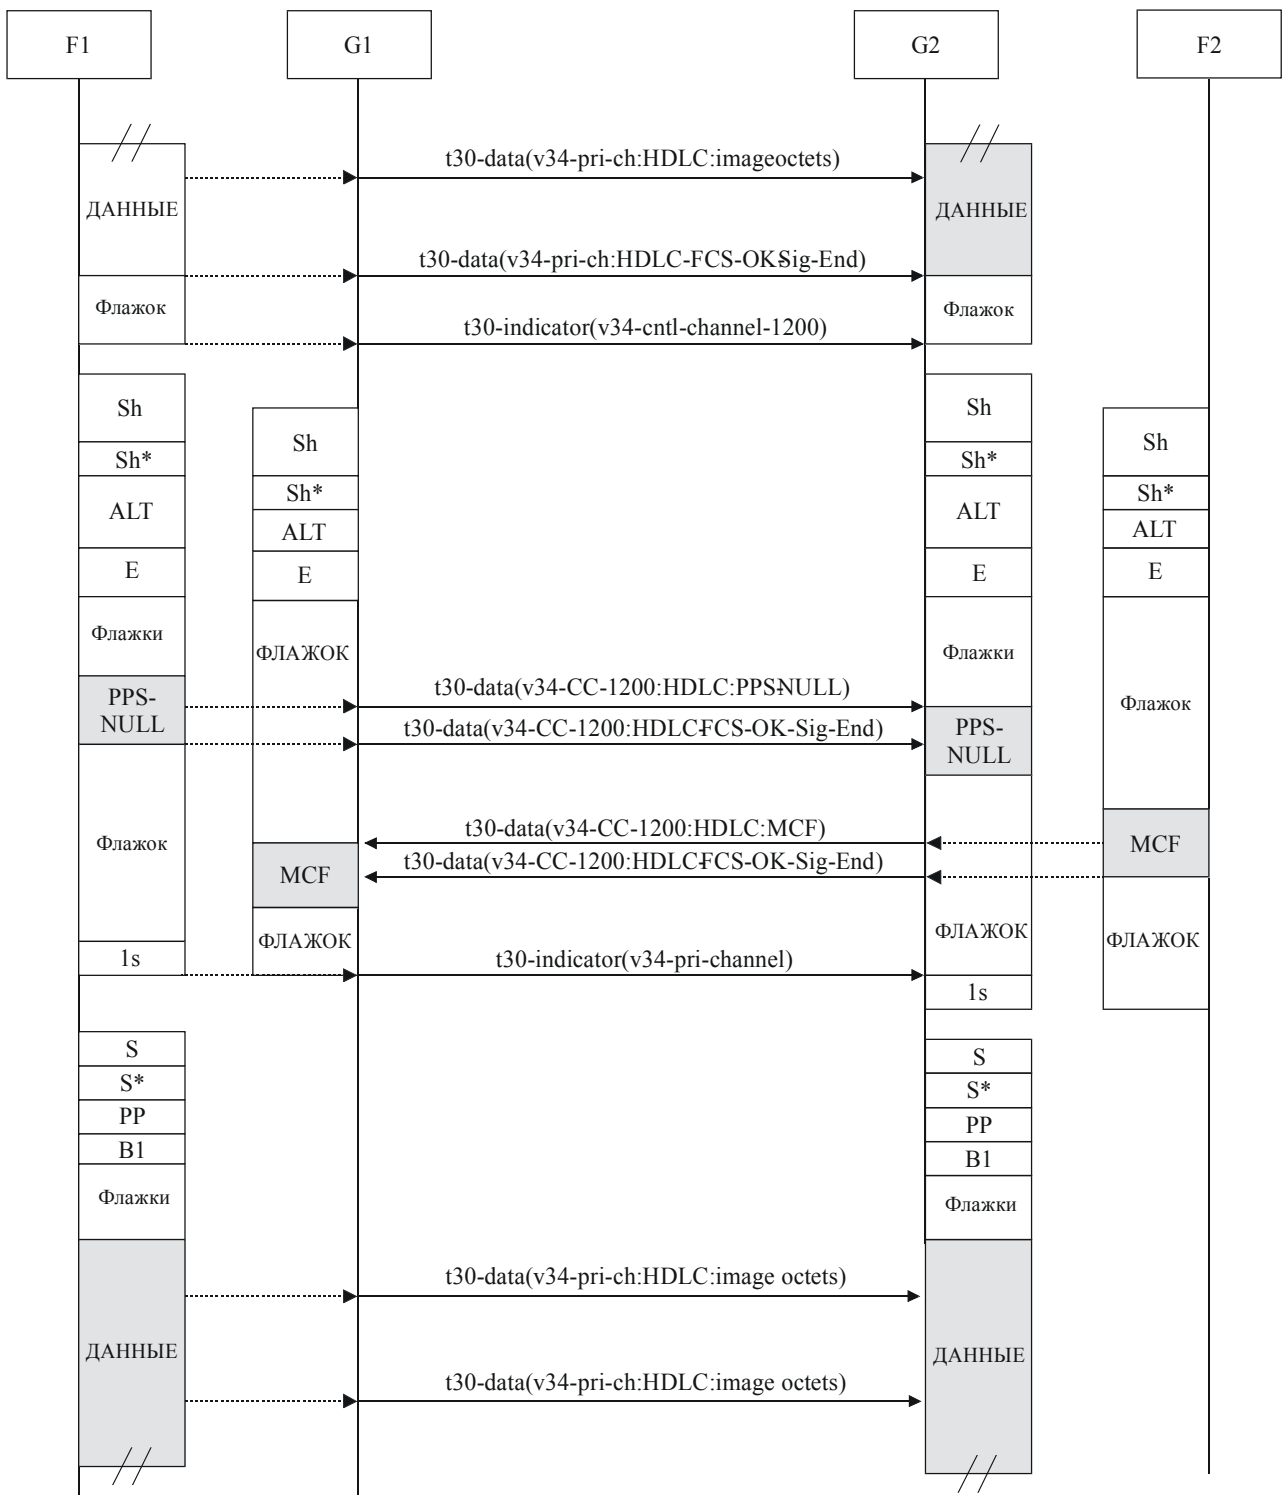 F1
G1
G2
F2
t30-data(v34-pri-ch:HDLC:imageoctets)
ДАННЫЕ
ДАННЫЕ
t30-data(v34-pri-ch:HDLC-FCS-OK-Sig-End)
Флажок
Флажок
t30-indicator(v34-cntl-channel-1200)
Sh
Sh
Sh
Sh
Sh*
Sh*
Sh*
Sh*
ALT
ALT
ALT
ALT
E
E
E
E
Флажки
ФЛАЖОК
Флажки
Флажок
t30-data(v34-CC-1200:HDLC:PPS-NULL)
PPS-
NULL
t30-data(v34-CC-1200:HDLC-FCS-OK-Sig-End)
PPS-
NULL
t30-data(v34-CC-1200:HDLC:MCF)
Флажок
MCF
t30-data(v34-CC-1200:HDLC-FCS-OK-Sig-End)
MCF
ФЛАЖОК
ФЛАЖОК
ФЛАЖОК
1s
t30-indicator(v34-pri-channel)
1s
S
S
S*
S*
PP
PP
B1
B1
Флажки
Флажки
t30-data(v34-pri-ch:HDLC:image octets)
ДАННЫЕ
ДАННЫЕ
t30-data(v34-pri-ch:HDLC:image octets)